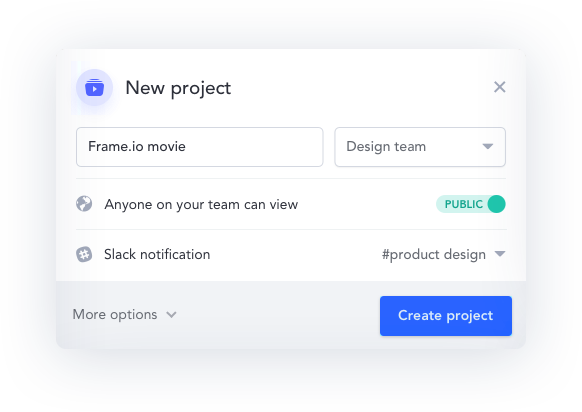 New project
Frame.io movie
Design team
Anyone on your team can view
PUBLIC
Slack notification
#product design
More options
Create project